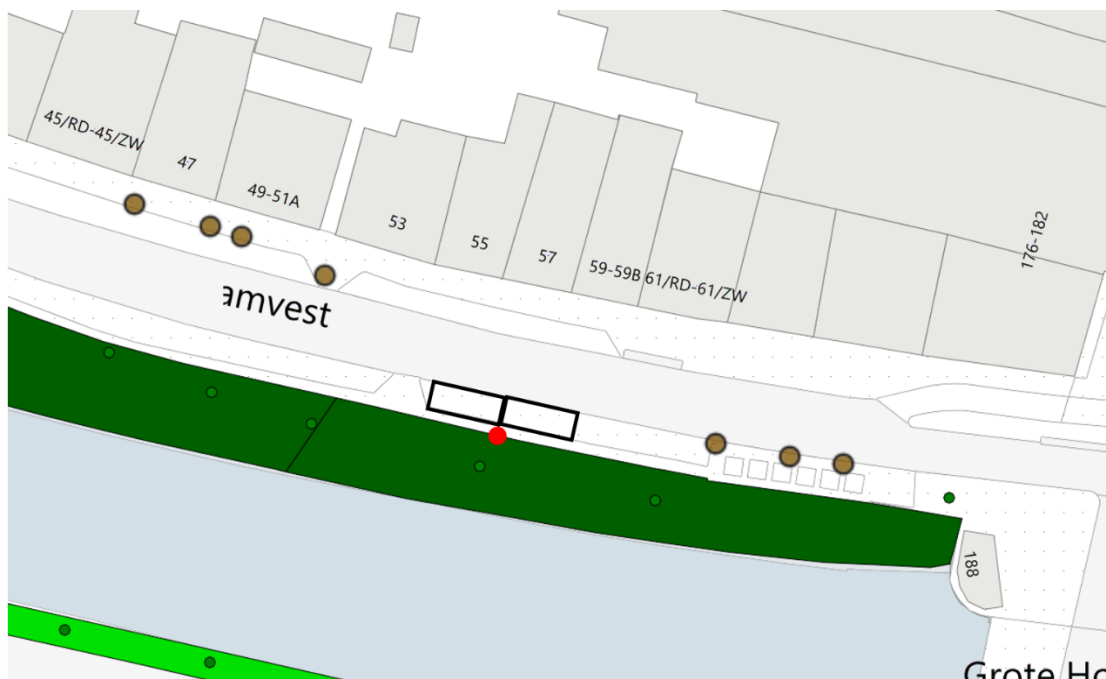 45/RD-45/ZW
47
49-51A
53
55
57
59-59B
61/RD-61/ZW
176-182
amvest
188
Grote Ho